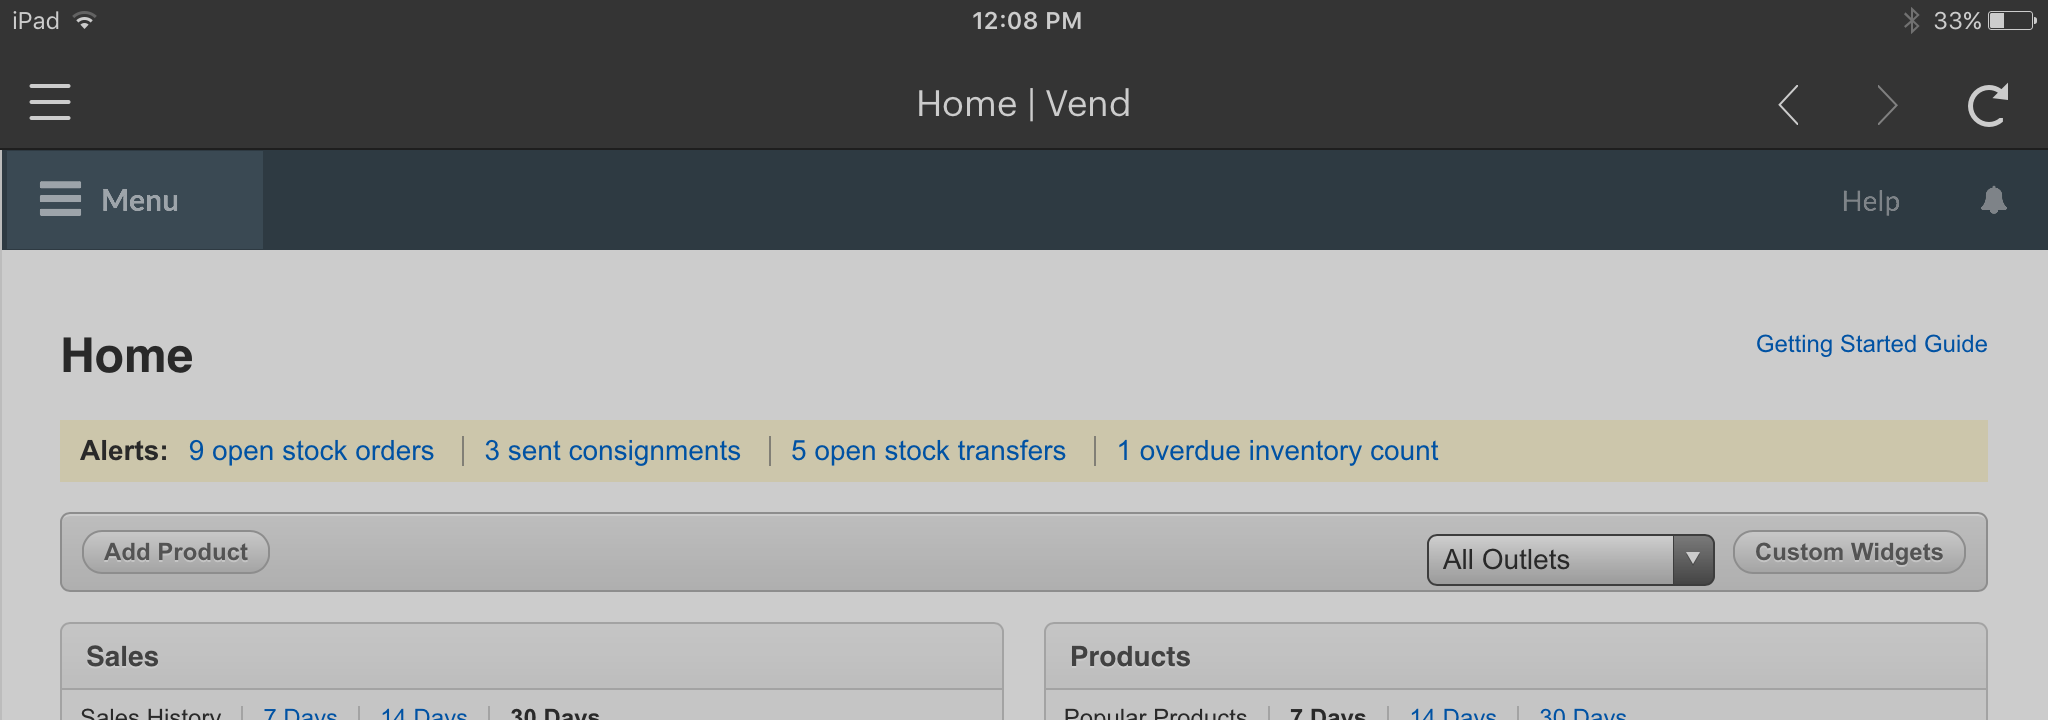 iPad 12:08 PM 33%
Home | Vend
Menu Help
Home Getting Started Guide
Alerts: 9 open stock orders | 3 sent consignments | 5 open stock transfers | 1 overdue inventory count
Add Product All Outlets Custom Widgets
Sales Products
Sales History | 7 Days | 14 Days | 30 Days Popular Products | 7 Days | 14 Days | 30 Days